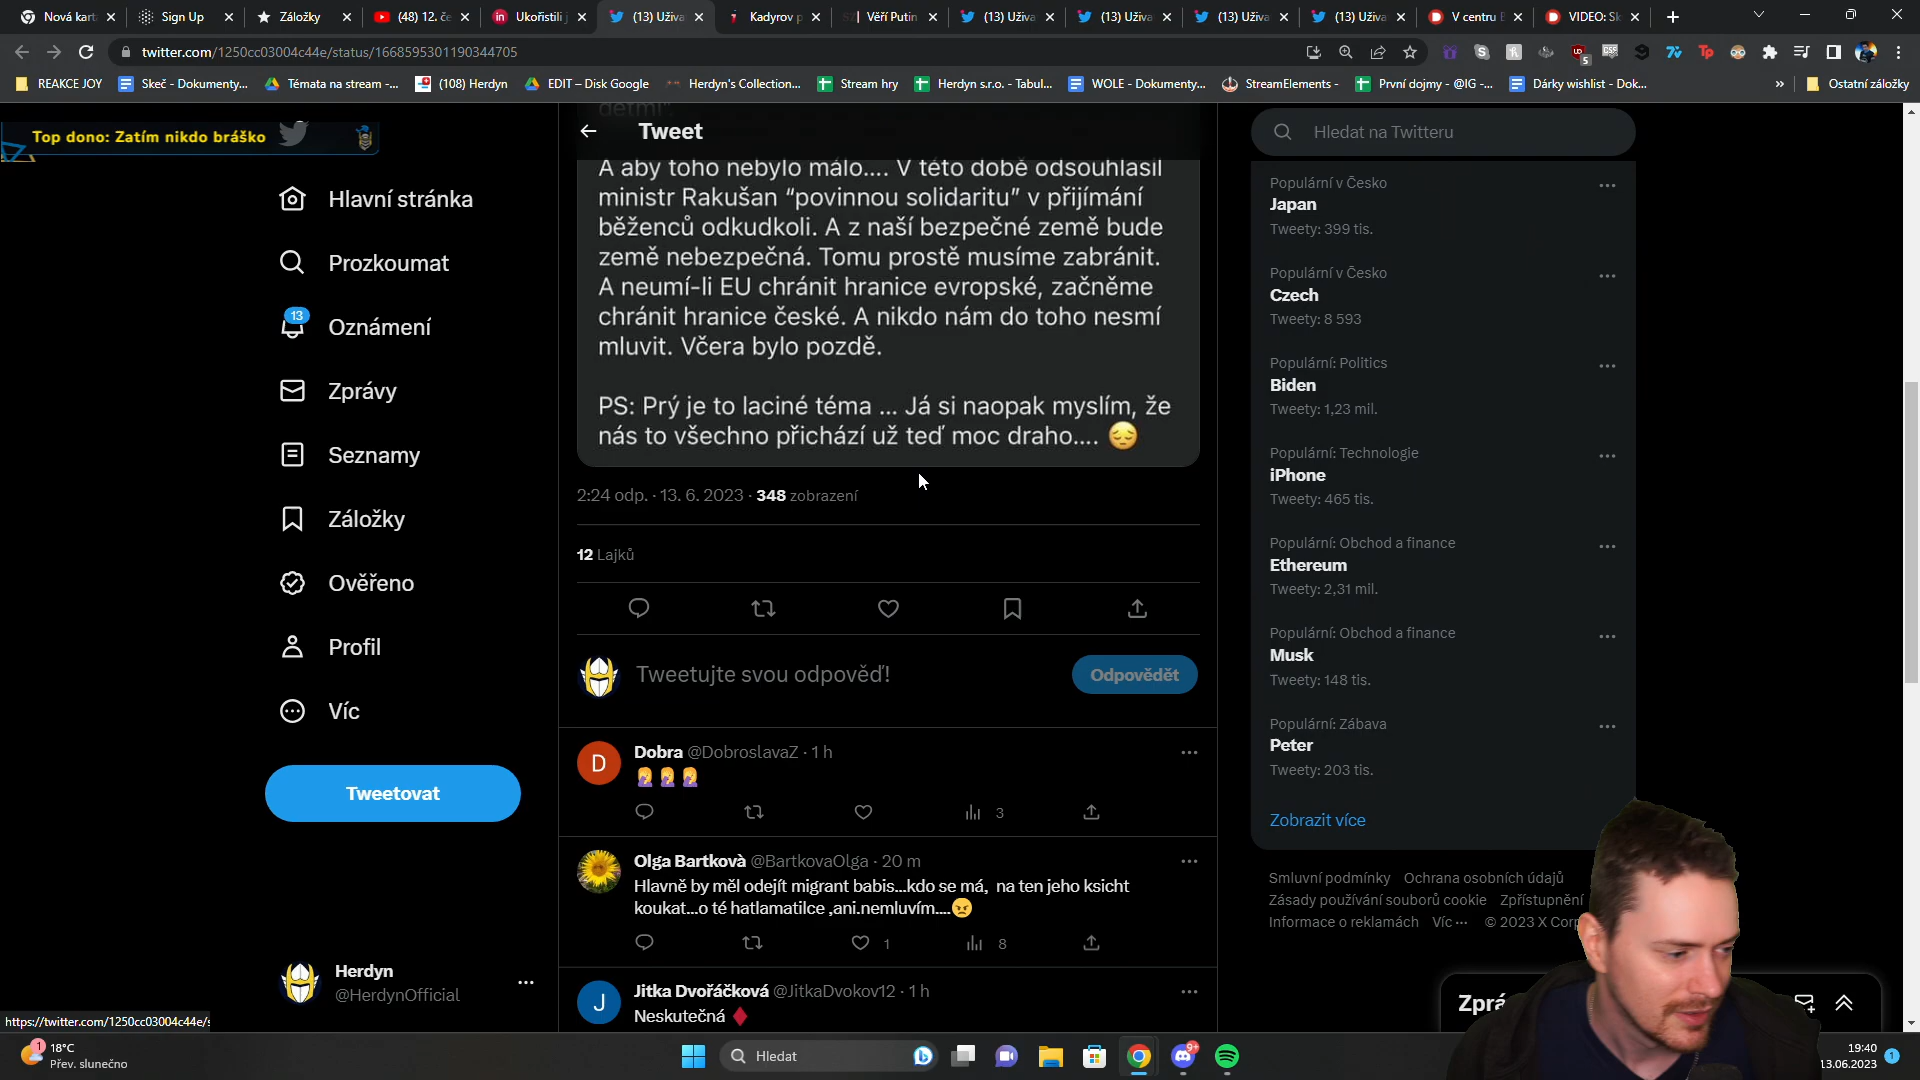 Nová kart
Sign Up
Záložky
(48) 12. če
Ukořistili j
(13) Uživa
Kadyrov p
Věří Putin
(13) Uživa
(13) Uživa
(13) Uživa
(13) Uživa
V centru B
VIDEO: Sk
twitter.com/1250cc03004c44e/status/1668595301190344705
REAKCE JOY
Skeč - Dokumenty...
Témata na stream -...
(108) Herdyn
EDIT – Disk Google
Herdyn's Collection...
Stream hry
Herdyn s.r.o. - Tabul...
WOLE - Dokumenty...
StreamElements -
První dojmy - @IG -...
Dárky wishlist - Dok...
»
Ostatní záložky
Top dono: Zatím nikdo bráško
Hlavní stránka
Prozkoumat
13
Oznámení
Zprávy
Seznamy
Záložky
Ověřeno
Profil
Víc
Tweetovat
Herdyn
@HerdynOfficial
https://twitter.com/1250cc03004c44e/s
dětmi".
Tweet
A aby toho nebylo málo.... V této době odsouhlasil
ministr Rakušan “povinnou solidaritu” v přijímání
běženců odkudkoli. A z naší bezpečné země bude
země nebezpečná. Tomu prostě musíme zabránit.
A neumí-li EU chránit hranice evropské, začněme
chránit hranice české. A nikdo nám do toho nesmí
mluvit. Včera bylo pozdě.
PS: Prý je to laciné téma ... Já si naopak myslím, že
nás to všechno přichází už teď moc draho.... 😔
2:24 odp. · 13. 6. 2023 · 348 zobrazení
12 Lajků
Tweetujte svou odpověď!
Odpovědět
D
Dobra @DobroslavaZ · 1 h
🤦‍♀️🤦‍♀️🤦‍♀️
3
Olga Bartkovà @BartkovaOlga · 20 m
Hlavně by měl odejít migrant babis...kdo se má, na ten jeho ksicht
koukat...o té hatlamatilce ,ani.nemluvím....😠
1
8
J
Jitka Dvořáčková @JitkaDvokov12 · 1 h
Neskutečná ♦️
Hledat na Twitteru
Populární v Česko
Japan
Tweety: 399 tis.
Populární v Česko
Czech
Tweety: 8 593
Populární: Politics
Biden
Tweety: 1,23 mil.
Populární: Technologie
iPhone
Tweety: 465 tis.
Populární: Obchod a finance
Ethereum
Tweety: 2,31 mil.
Populární: Obchod a finance
Musk
Tweety: 148 tis.
Populární: Zábava
Peter
Tweety: 203 tis.
Zobrazit více
Smluvní podmínky Ochrana osobních údajů
Zásady používání souborů cookie Zpřístupnění
Informace o reklamách Víc ··· © 2023 X Corp
Zprá
1
18°C
Přev. slunečno
Hledat
9+
19:40
13.06.2023
1